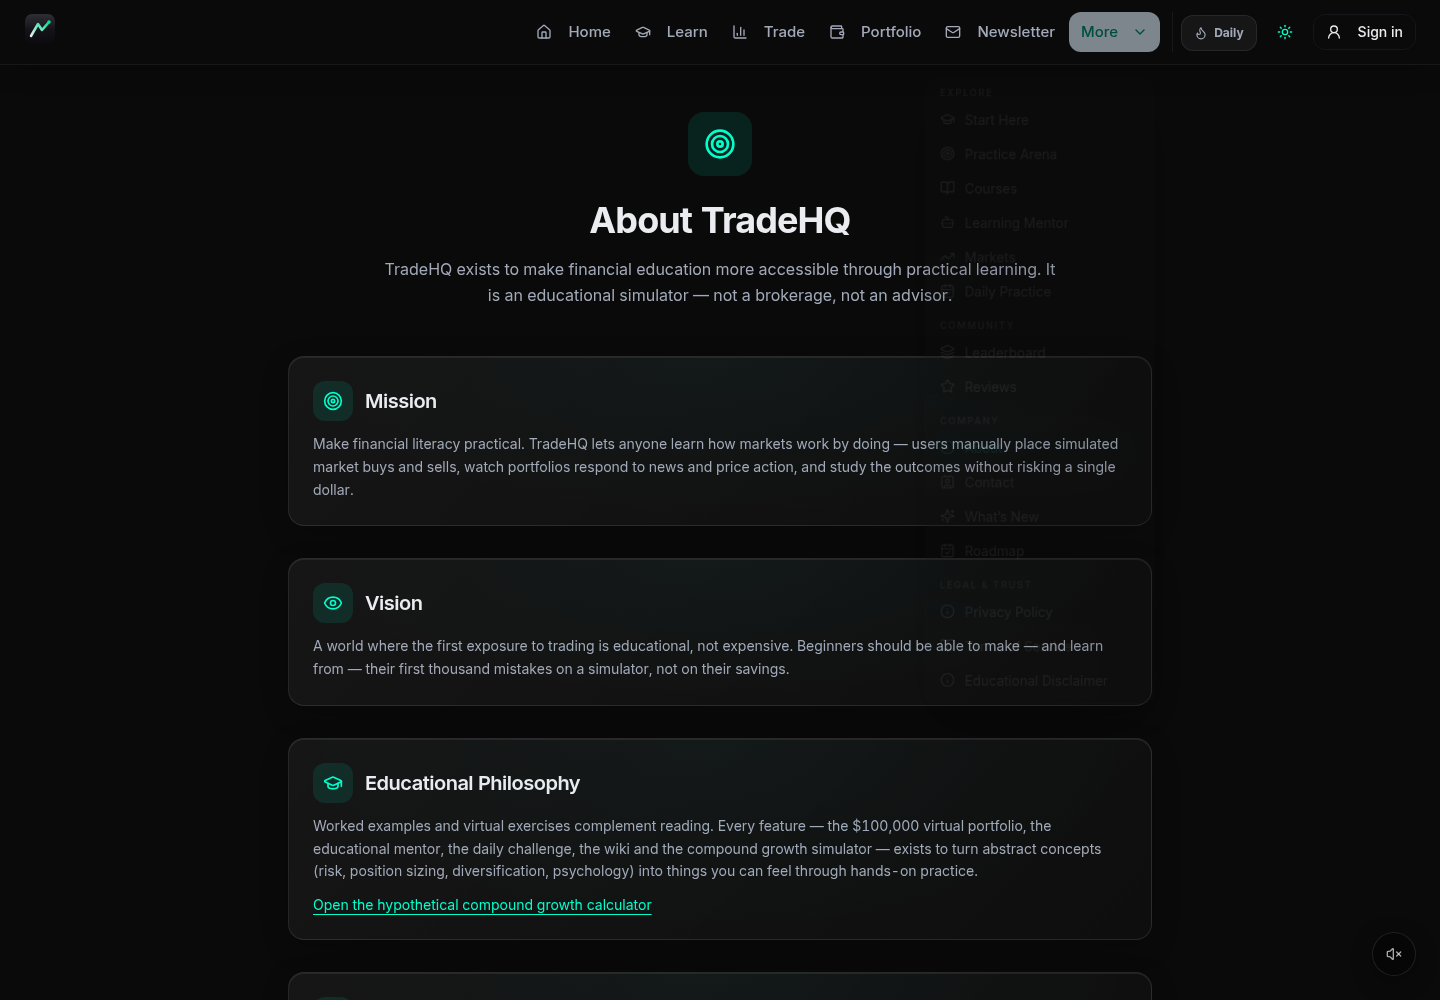 Home
Learn
Trade
Portfolio
Newsletter
More
Daily
Sign in
EXPLORE
Start Here
Practice Arena
Courses
Learning Mentor
Markets
Daily Practice
COMMUNITY
Leaderboard
Reviews
COMPANY
Contact
What's New
Roadmap
LEGAL & TRUST
Privacy Policy
Educational Disclaimer
About TradeHQ
TradeHQ exists to make financial education more accessible through practical learning. It
is an educational simulator — not a brokerage, not an advisor.
Mission
Make financial literacy practical. TradeHQ lets anyone learn how markets work by doing — users manually place simulated
market buys and sells, watch portfolios respond to news and price action, and study the outcomes without risking a single
dollar.
Vision
A world where the first exposure to trading is educational, not expensive. Beginners should be able to make — and learn
from — their first thousand mistakes on a simulator, not on their savings.
Educational Philosophy
Worked examples and virtual exercises complement reading. Every feature — the $100,000 virtual portfolio, the
educational mentor, the daily challenge, the wiki and the compound growth simulator — exists to turn abstract concepts
(risk, position sizing, diversification, psychology) into things you can feel through hands-on practice.
Open the hypothetical compound growth calculator